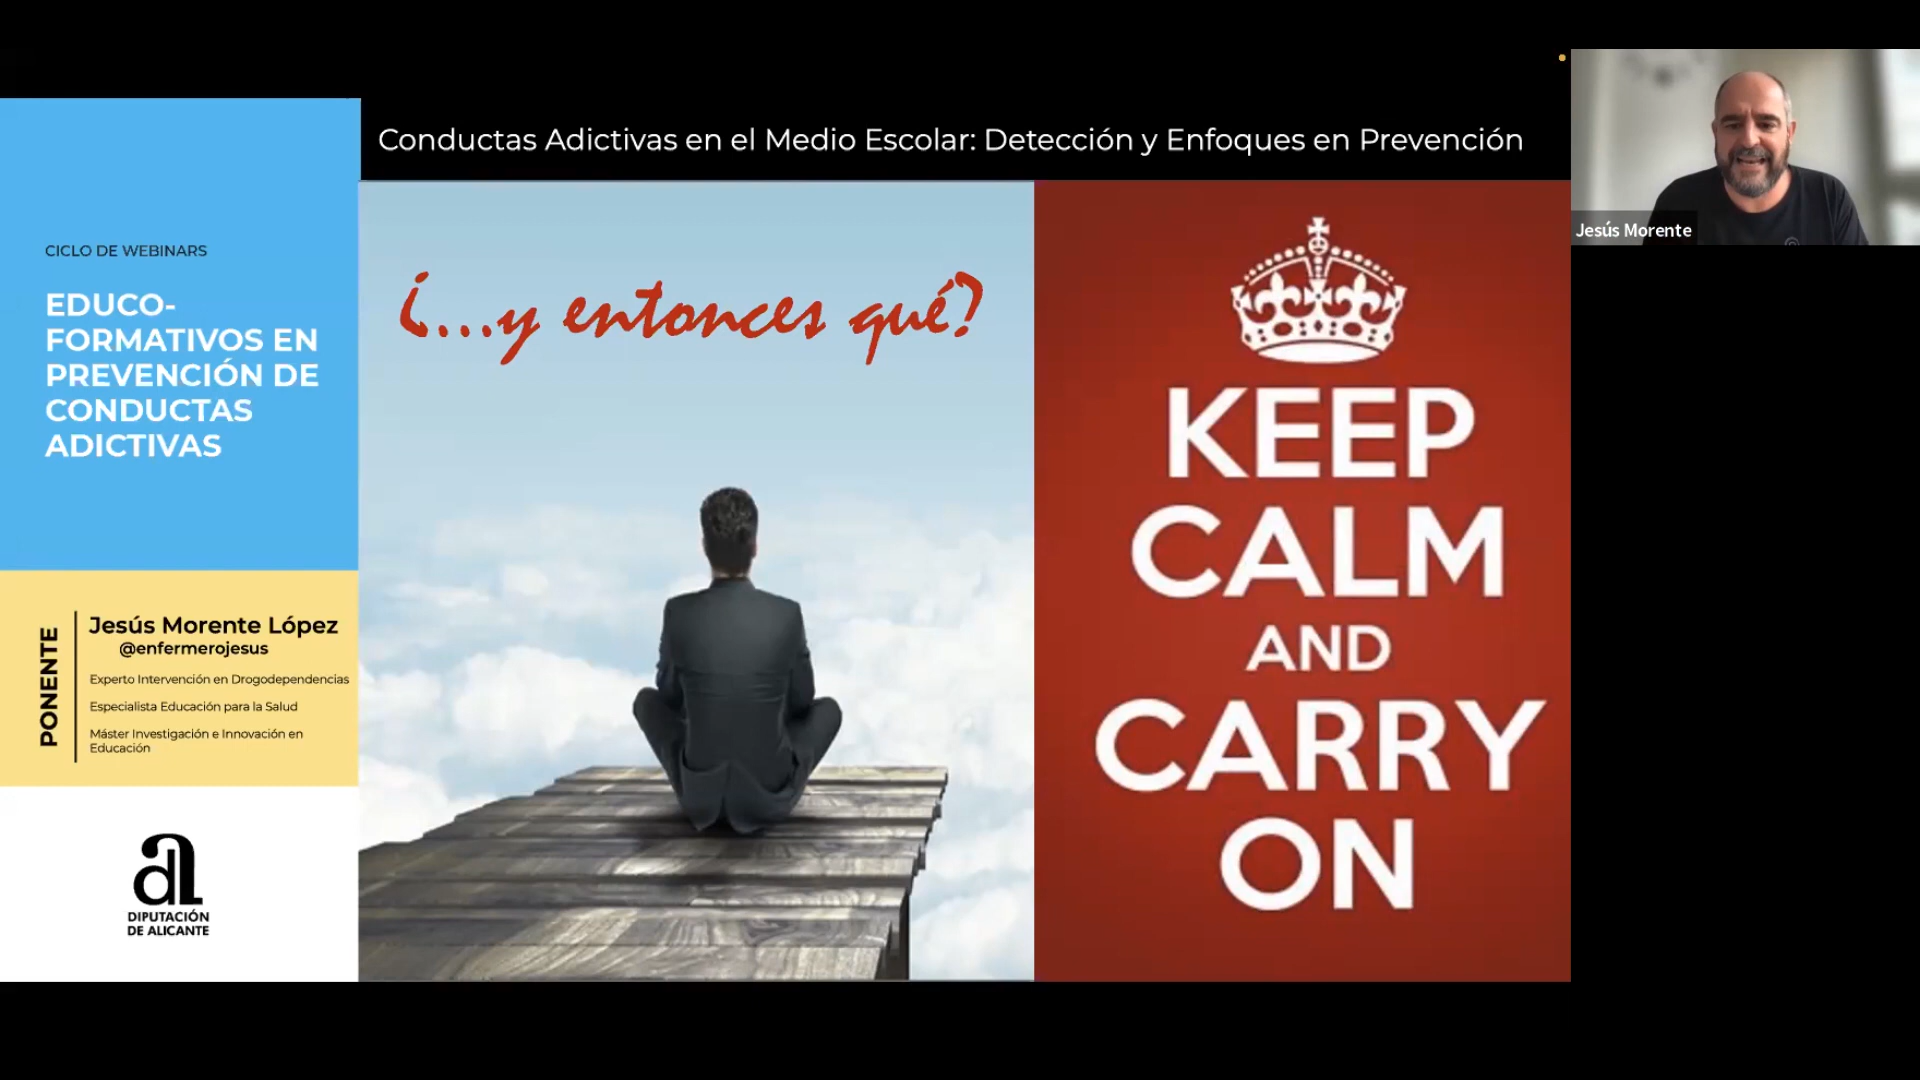 Conductas Adictivas en el Medio Escolar: Detección y Enfoques en Prevención
CICLO DE WEBINARS
EDUCO-
FORMATIVOS EN
PREVENCIÓN DE
CONDUCTAS
ADICTIVAS
PONENTE
Jesús Morente López
@enfermerojesus
Experto Intervención en Drogodependencias
Especialista Educación para la Salud
Máster Investigación e Innovación en
Educación
DIPUTACIÓN
DE ALICANTE
¿...y entonces qué?
KEEP
CALM
AND
CARRY
ON
Jesús Morente